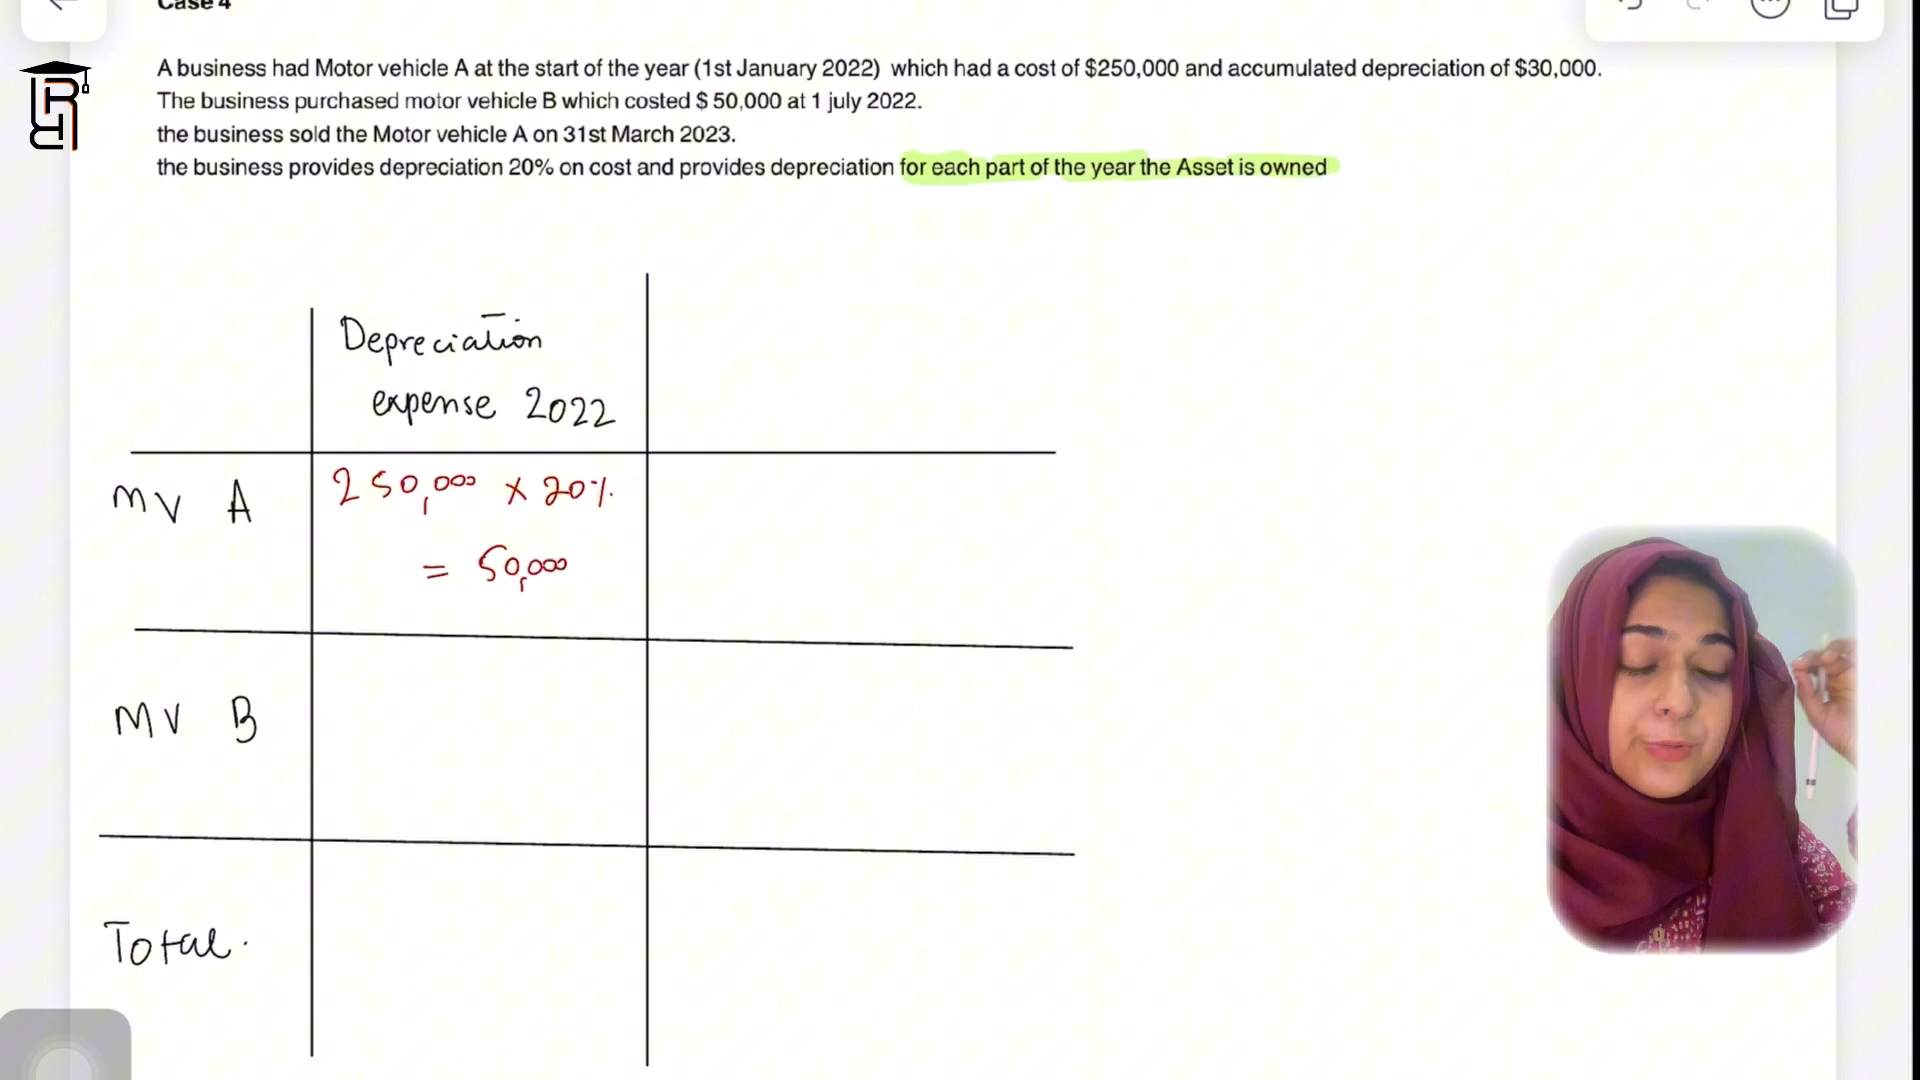 Case 4
A business had Motor vehicle A at the start of the year (1st January 2022) which had a cost of $250,000 and accumulated depreciation of $30,000.
The business purchased motor vehicle B which costed $ 50,000 at 1 july 2022.
the business sold the Motor vehicle A on 31st March 2023.
the business provides depreciation 20% on cost and provides depreciation for each part of the year the Asset is owned
Depreciation
expense 2022
MV A
250,000 x 20%
= 50,000
MV B
Total.